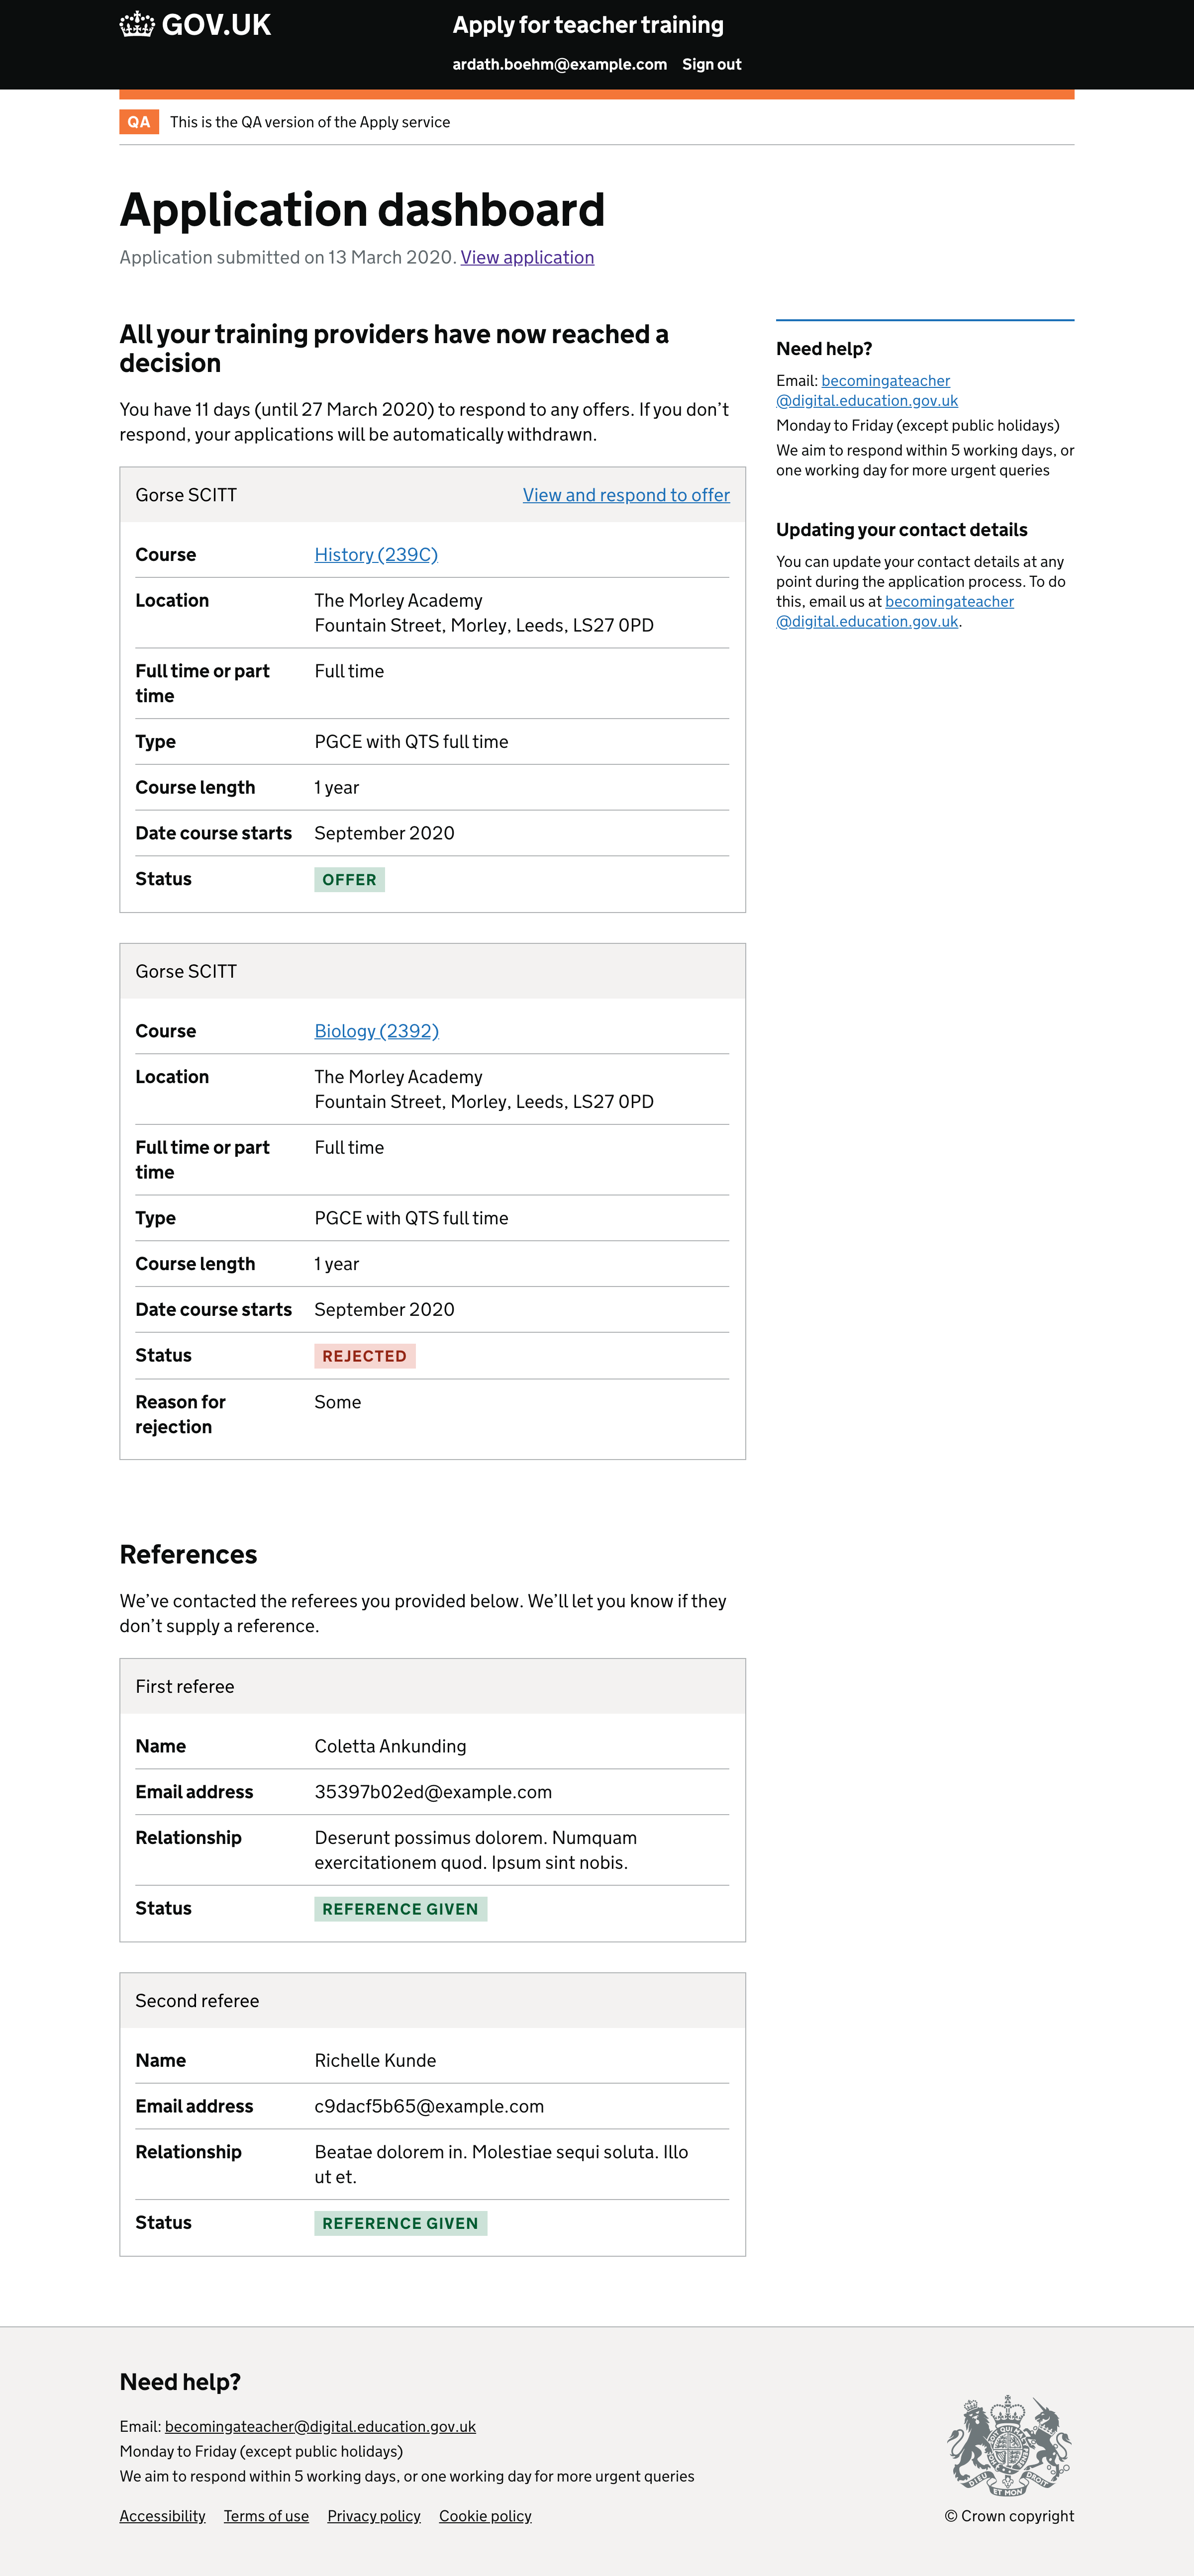 GOV.UK
Apply for teacher training
ardath.boehm@example.com Sign out
QA This is the QA version of the Apply service
Application dashboard
Application submitted on 13 March 2020. View application
All your training providers have now reached a
decision
You have 11 days (until 27 March 2020) to respond to any offers. If you don’t
respond, your applications will be automatically withdrawn.
Gorse SCITT View and respond to offer
Course History (239C)
Location The Morley Academy
Fountain Street, Morley, Leeds, LS27 0PD
Full time or part Full time
time
Type PGCE with QTS full time
Course length 1 year
Date course starts September 2020
Status OFFER
Gorse SCITT
Course Biology (2392)
Location The Morley Academy
Fountain Street, Morley, Leeds, LS27 0PD
Full time or part Full time
time
Type PGCE with QTS full time
Course length 1 year
Date course starts September 2020
Status REJECTED
Reason for Some
rejection
References
We’ve contacted the referees you provided below. We’ll let you know if they
don’t supply a reference.
First referee
Name Coletta Ankunding
Email address 35397b02ed@example.com
Relationship Deserunt possimus dolorem. Numquam
exercitationem quod. Ipsum sint nobis.
Status REFERENCE GIVEN
Second referee
Name Richelle Kunde
Email address c9dacf5b65@example.com
Relationship Beatae dolorem in. Molestiae sequi soluta. Illo
ut et.
Status REFERENCE GIVEN
Need help?
Email: becomingateacher
@digital.education.gov.uk
Monday to Friday (except public holidays)
We aim to respond within 5 working days, or
one working day for more urgent queries
Updating your contact details
You can update your contact details at any
point during the application process. To do
this, email us at becomingateacher
@digital.education.gov.uk.
Need help?
Email: becomingateacher@digital.education.gov.uk
Monday to Friday (except public holidays)
We aim to respond within 5 working days, or one working day for more urgent queries
Accessibility Terms of use Privacy policy Cookie policy
DIEU ET MON DROIT
© Crown copyright